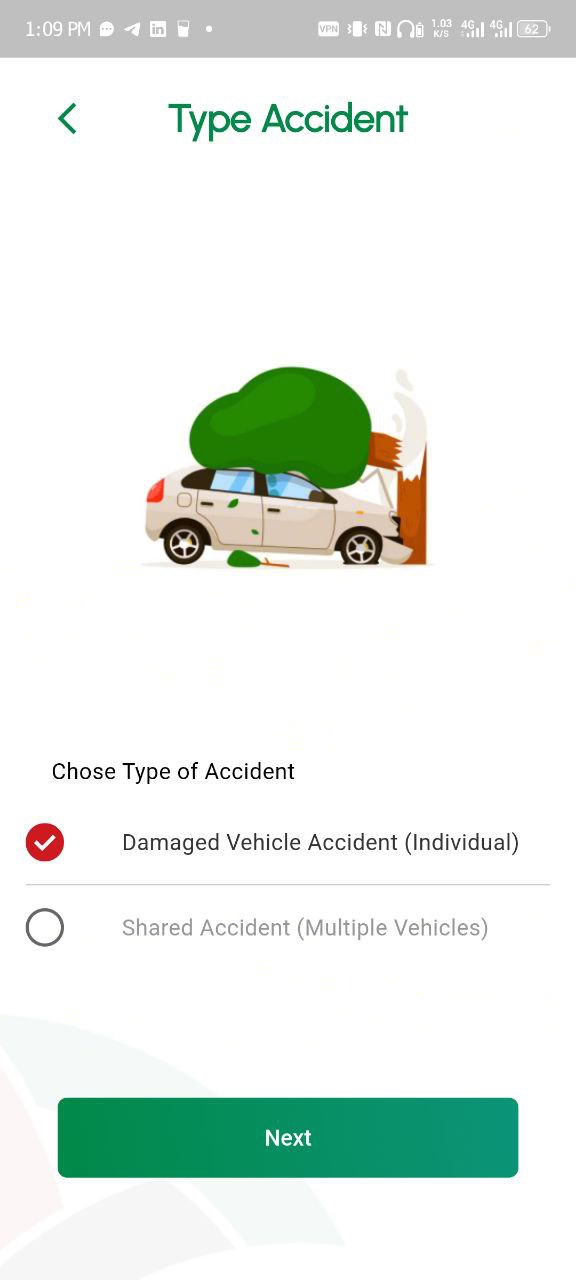 1:09 PM
VPN
1.03
K/S
4G
4G
62
Type Accident
Chose Type of Accident
Damaged Vehicle Accident (Individual)
Shared Accident (Multiple Vehicles)
Next